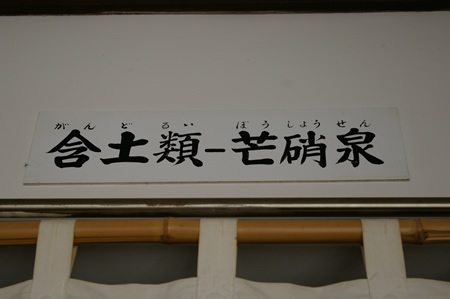 がんどるい ぼうしょうせん
含土類-芒硝泉